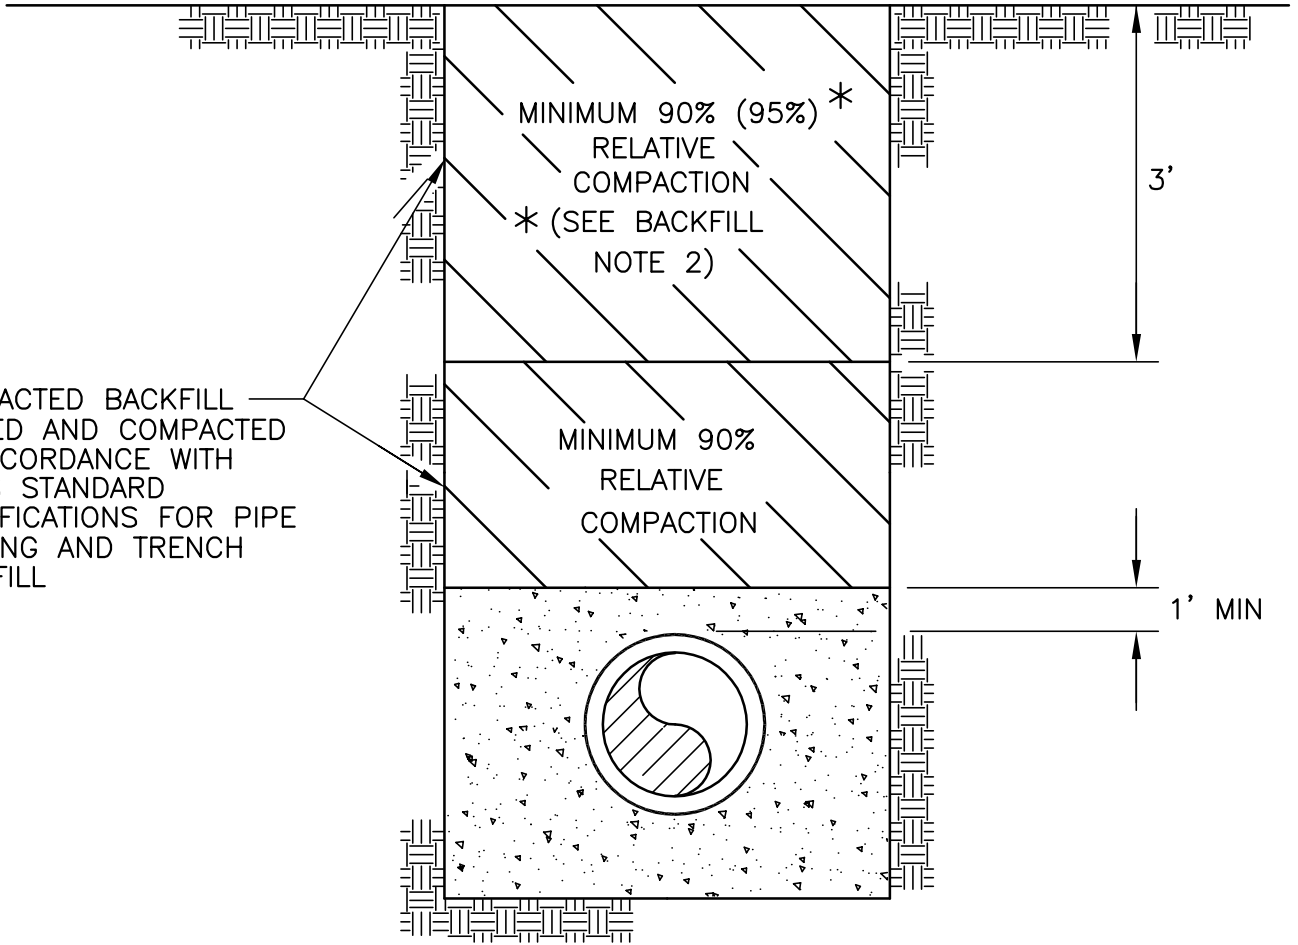 MINIMUM 90% (95%) *
RELATIVE
COMPACTION
* (SEE BACKFILL
NOTE 2)
3'
ACTED BACKFILL
ED AND COMPACTED
CORDANCE WITH
STANDARD
FICATIONS FOR PIPE
NG AND TRENCH
FILL
MINIMUM 90%
RELATIVE
COMPACTION
1' MIN